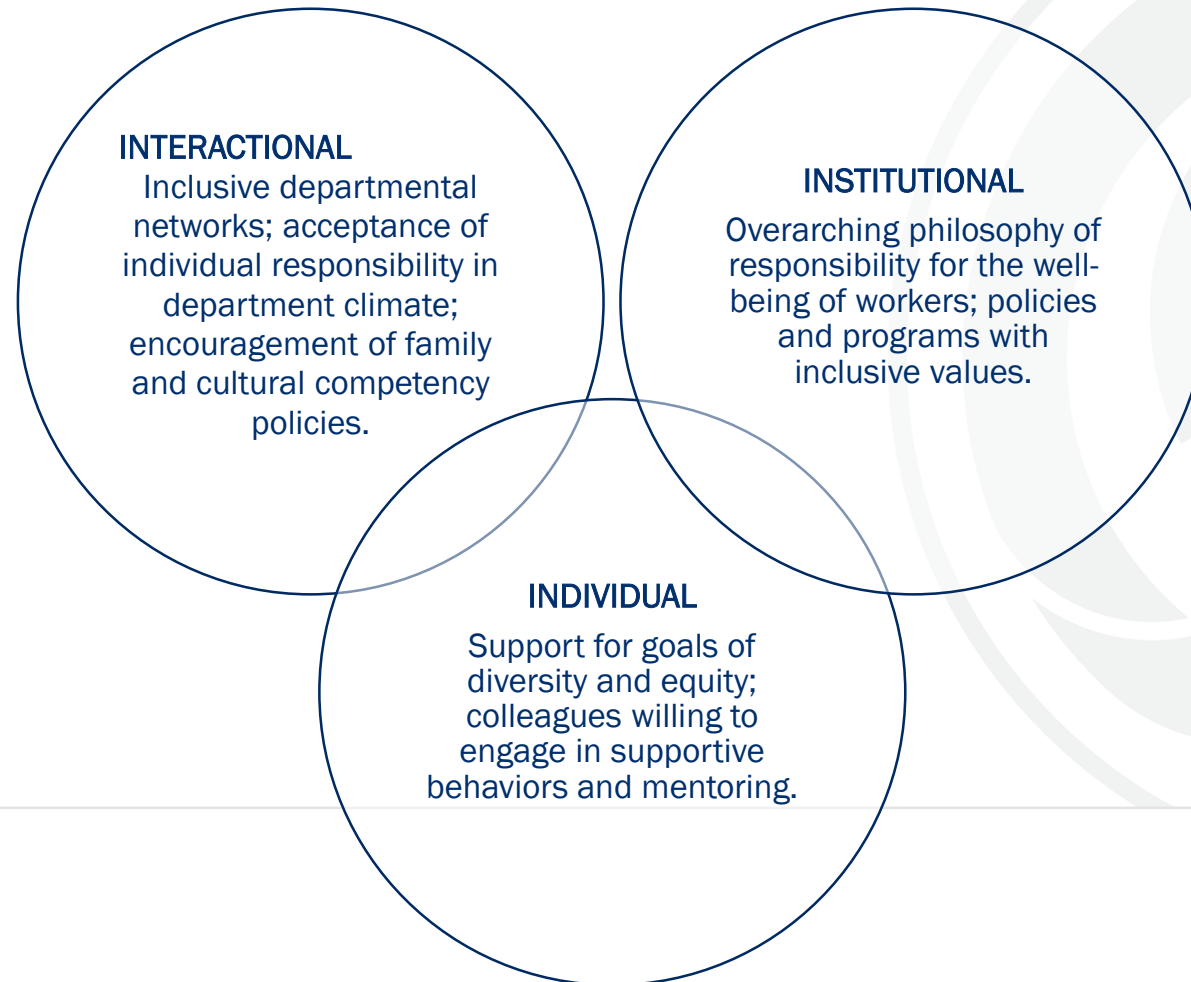 INTERACTIONAL
Inclusive departmental
networks; acceptance of
individual responsibility in
department climate;
encouragement of family
and cultural competency
policies.
INSTITUTIONAL
Overarching philosophy of
responsibility for the well-
being of workers; policies
and programs with
inclusive values.
INDIVIDUAL
Support for goals of
diversity and equity;
colleagues willing to
engage in supportive
behaviors and mentoring.